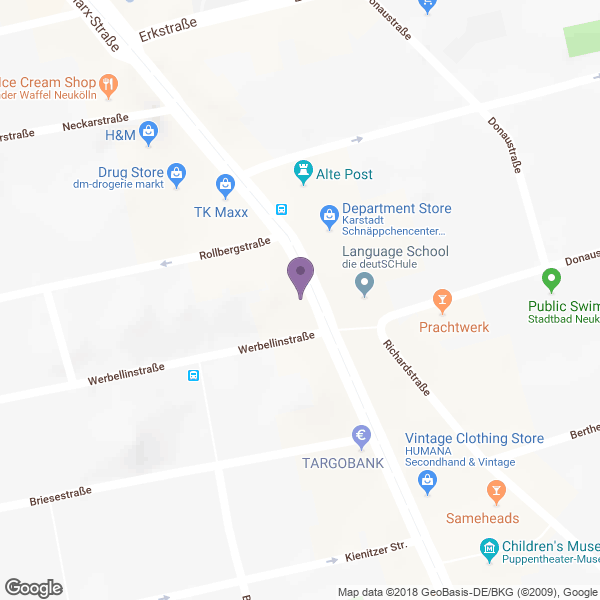 arx-Straße
Erkstraße
Donaustraße
Ice Cream Shop
nder Waffel Neukölln
Neckarstraße
rstraße
H&M
Donaustraße
Drug Store
dm-drogerie markt
Alte Post
TK Maxx
Department Store
Karstadt
Schnäppchencenter...
Rollbergstraße
Language School
die deutSCHule
Donaus
Public Swim
Stadtbad Neuk
Prachtwerk
Werbellinstraße
Richardstraße
Werbellinstraße
Berthe
Vintage Clothing Store
HUMANA
Secondhand & Vintage
€
TARGOBANK
Briesestraße
Sameheads
Kienitzer Str.
Children's Muse
Puppentheater-Muse
Google
Map data ©2018 GeoBasis-DE/BKG (©2009), Google